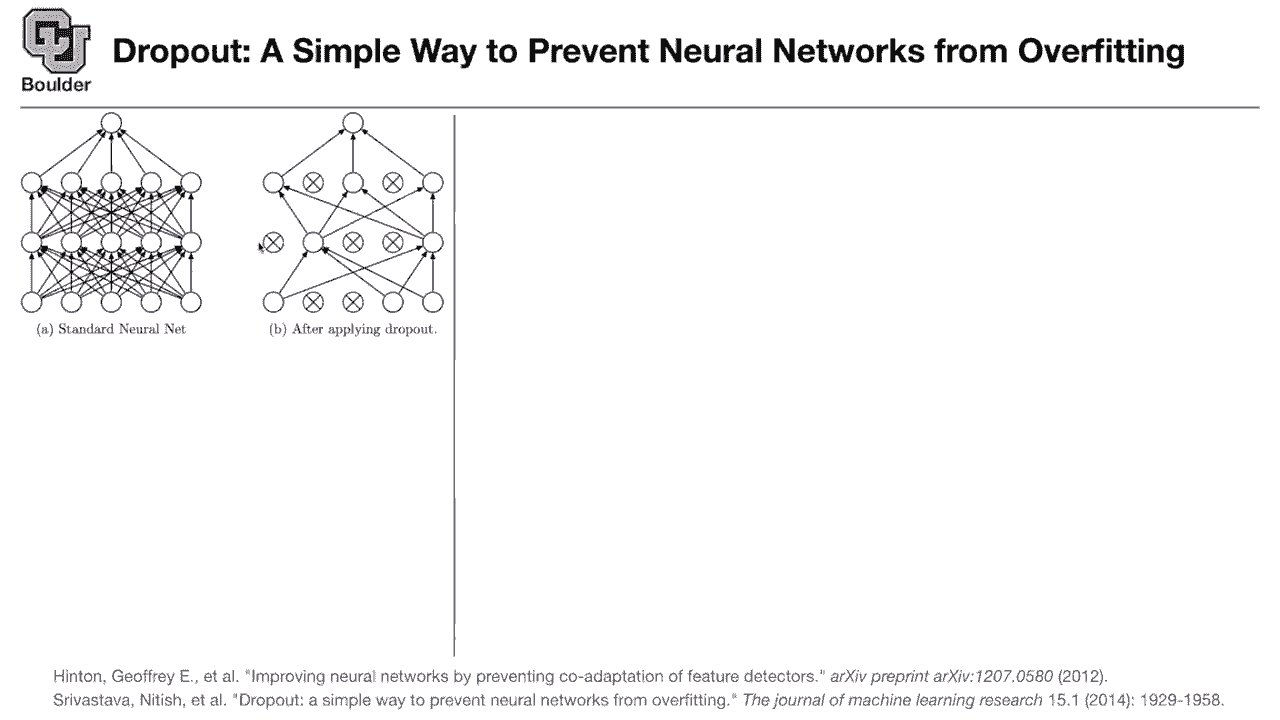 Boulder
Dropout: A Simple Way to Prevent Neural Networks from Overfitting
(a) Standard Neural Net
(b) After applying dropout.
Hinton, Geoffrey E., et al. "Improving neural networks by preventing co-adaptation of feature detectors." arXiv preprint arXiv:1207.0580 (2012).
Srivastava, Nitish, et al. "Dropout: a simple way to prevent neural networks from overfitting." The journal of machine learning research 15.1 (2014): 1929-1958.